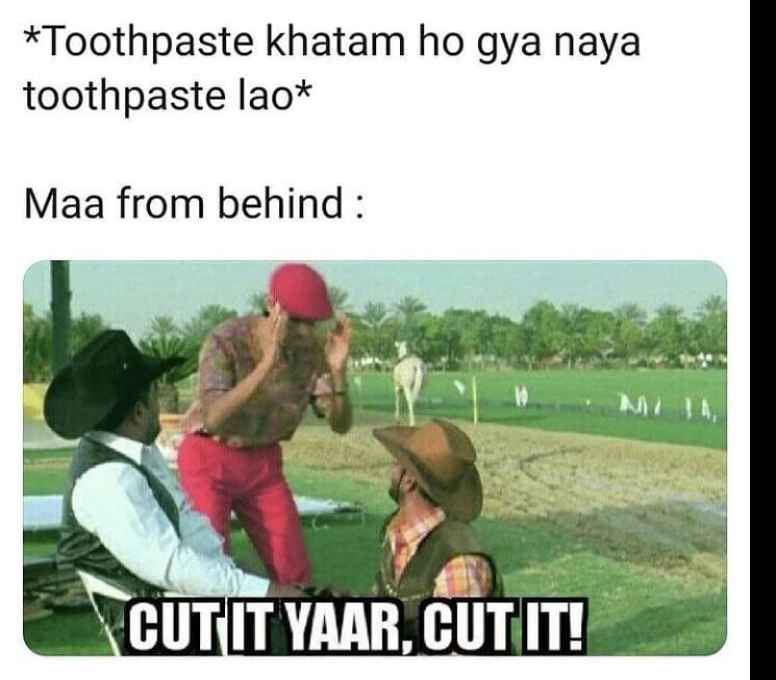 *Toothpaste khatam ho gya naya
toothpaste lao*
Maa from behind :
CUT IT YAAR, CUT IT!